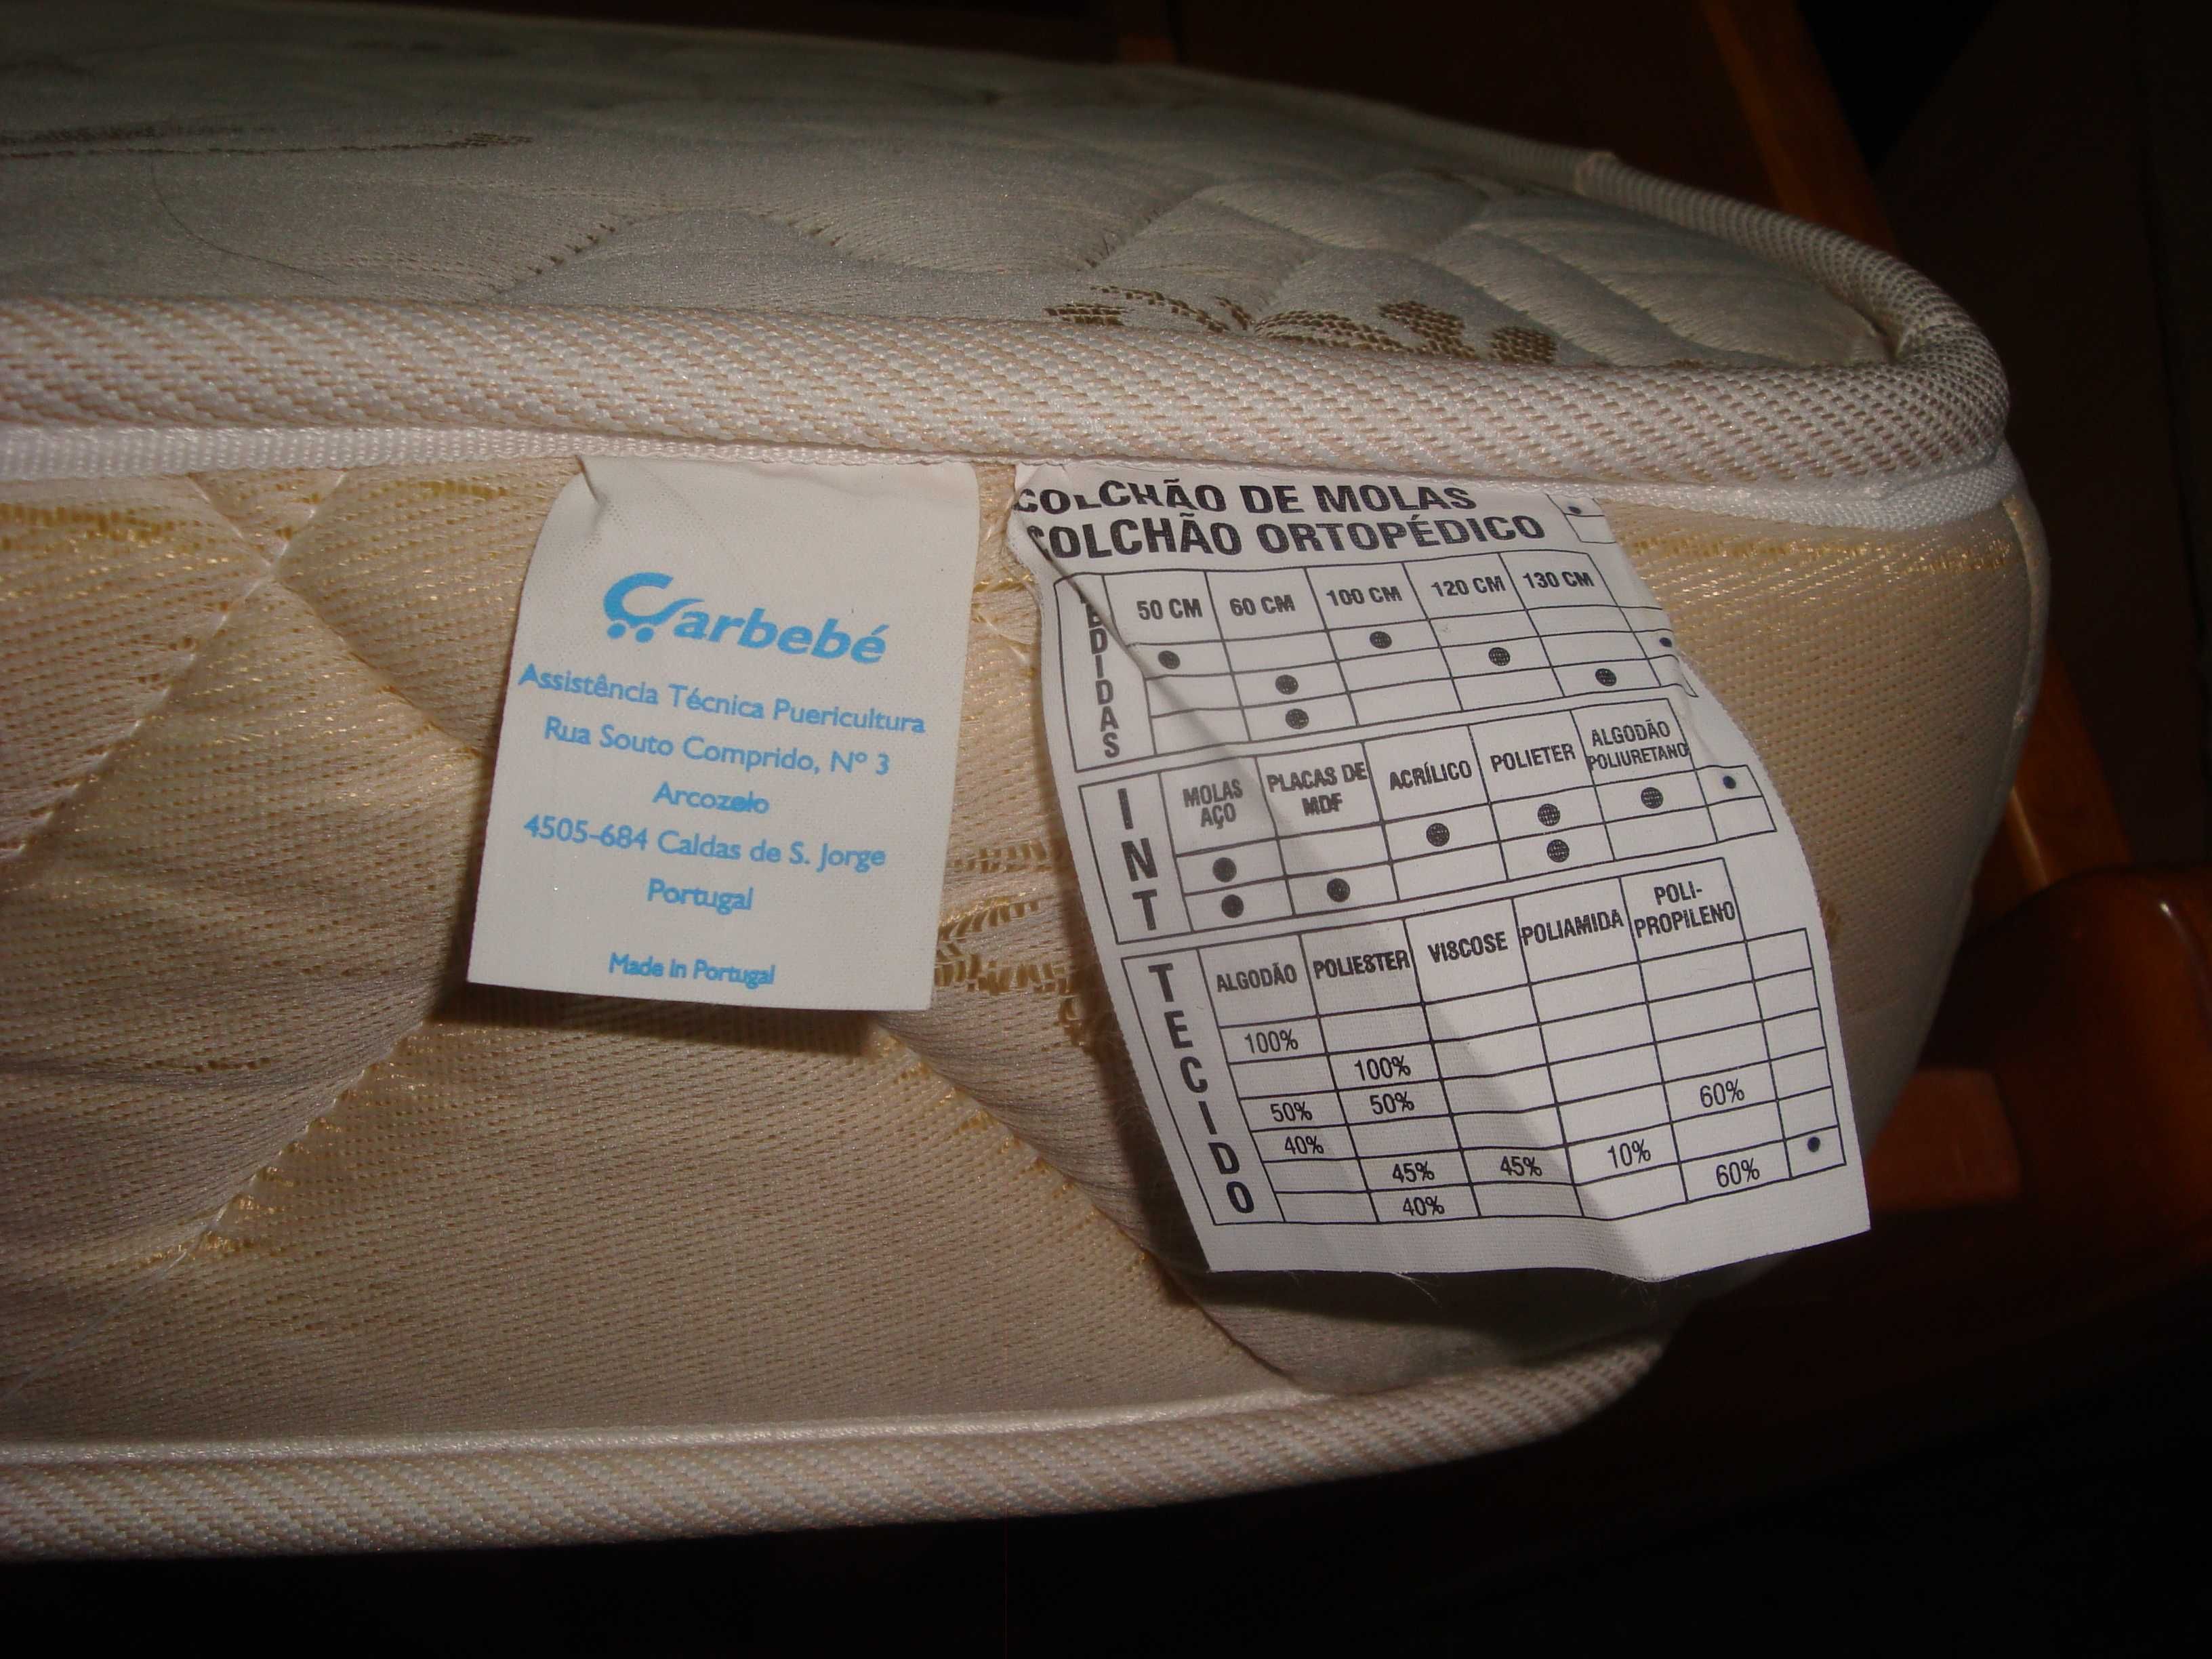 Carbebé
Assistência Técnica Puericultura
Rua Souto Comprido, Nº 3
Arcozelo
4505-684 Caldas de S. Jorge
Portugal
Made in Portugal
COLCHÃO DE MOLAS
COLCHÃO ORTOPÉDICO
MEDIDAS
50 CM 60 CM 100 CM 120 CM 130 CM
INT
MOLAS AÇO PLACAS DE MDF ACRÍLICO POLIETER ALGODÃO POLIURETANO
TECIDO
ALGODÃO POLIESTER VISCOSE POLIAMIDA POLI-PROPILENO
100%
100%
50% 50%
40% 60%
45% 45% 10%
40% 60%